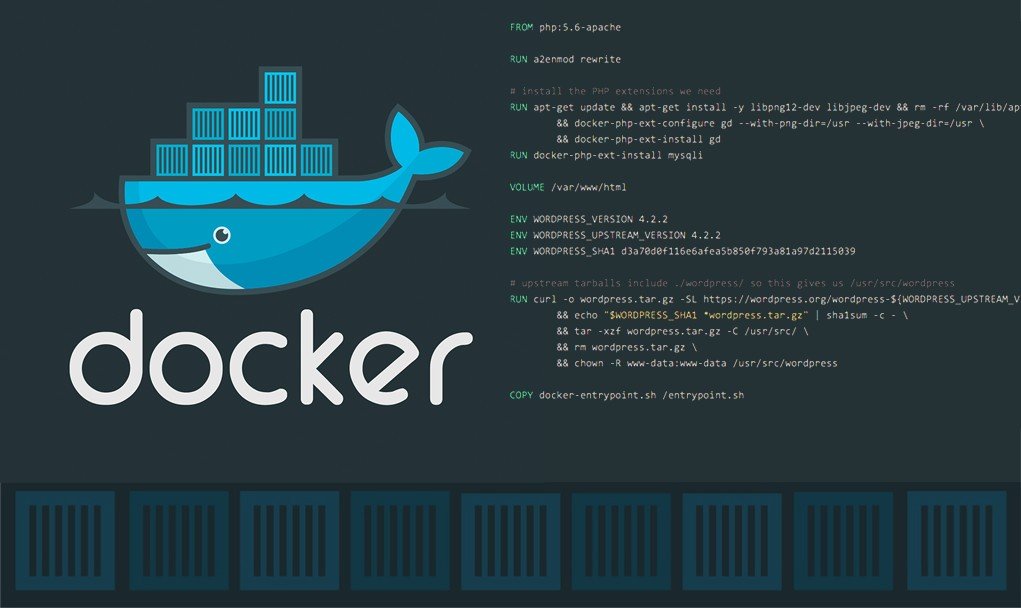 docker
FROM php:5.6-apache
RUN a2enmod rewrite
# install the PHP extensions we need
RUN apt-get update && apt-get install -y libpng12-dev libjpeg-dev && rm -rf /var/lib/ap
&& docker-php-ext-configure gd --with-png-dir=/usr --with-jpeg-dir=/usr \
&& docker-php-ext-install gd
RUN docker-php-ext-install mysqli
VOLUME /var/www/html
ENV WORDPRESS_VERSION 4.2.2
ENV WORDPRESS_UPSTREAM_VERSION 4.2.2
ENV WORDPRESS_SHA1 d3a70d0f116e6afea5b850f793a81a97d2115039
# upstream tarballs include ./wordpress/ so this gives us /usr/src/wordpress
RUN curl -o wordpress.tar.gz -SL https://wordpress.org/wordpress-${WORDPRESS_UPSTREAM_V
&& echo "$WORDPRESS_SHA1 *wordpress.tar.gz" | sha1sum -c - \
&& tar -xzf wordpress.tar.gz -C /usr/src/ \
&& rm wordpress.tar.gz \
&& chown -R www-data:www-data /usr/src/wordpress
COPY docker-entrypoint.sh /entrypoint.sh